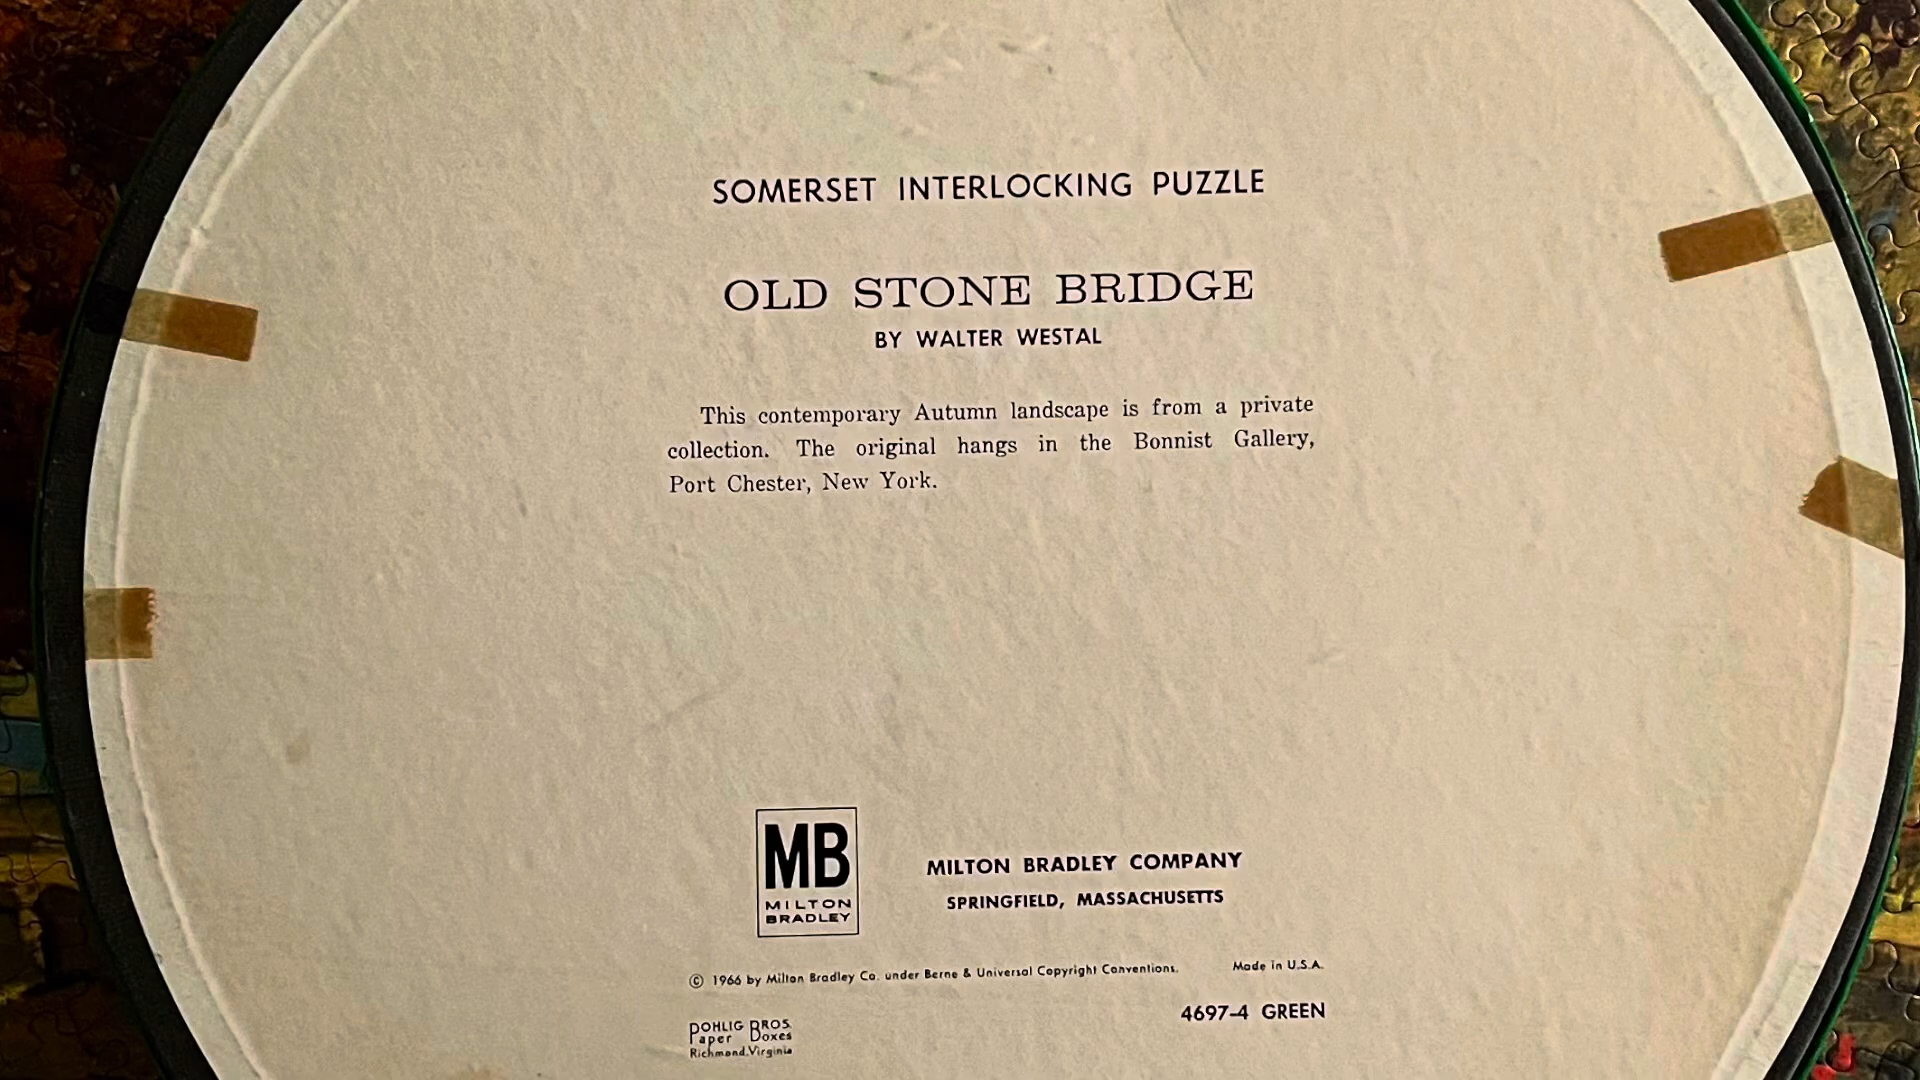 SOMERSET INTERLOCKING PUZZLE
OLD STONE BRIDGE
BY WALTER WESTAL
This contemporary Autumn landscape is from a private
collection. The original hangs in the Bonnist Gallery,
Port Chester, New York.
MB
MILTON
BRADLEY
MILTON BRADLEY COMPANY
SPRINGFIELD, MASSACHUSETTS
© 1966 by Milton Bradley Co. under Berne & Universal Copyright Conventions. Made in U.S.A.
4697-4 GREEN
POHLIG BROS.
Paper Boxes
Richmond, Virginia